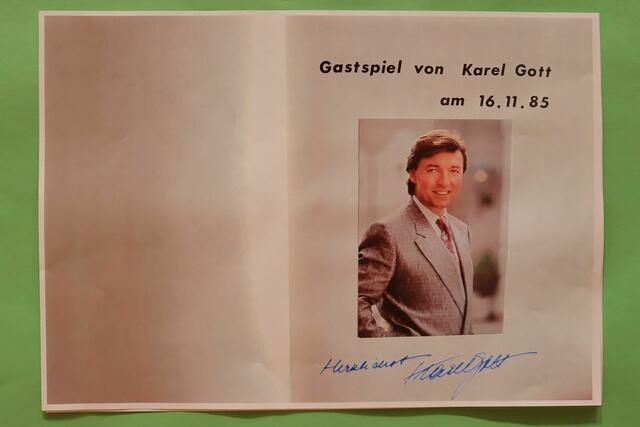 Gastspiel von Karel Gott
am 16.11.85
Herzlichst Karel Gott